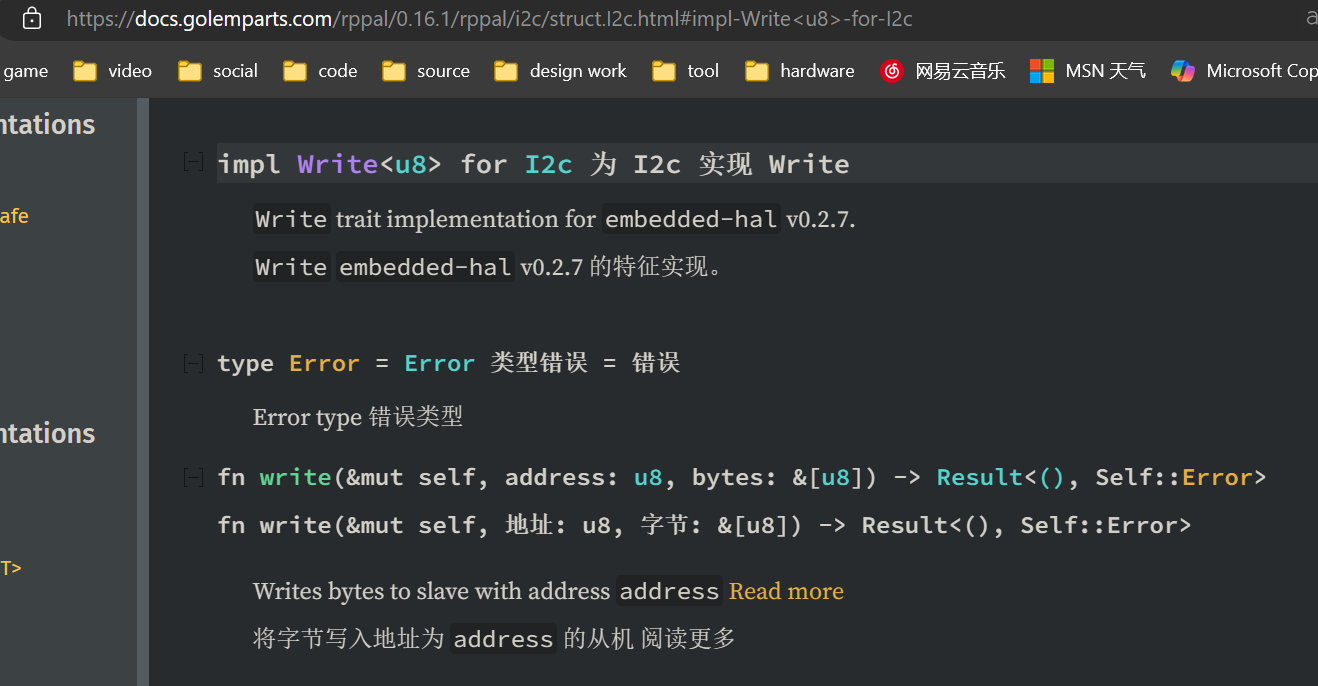 https://docs.golemparts.com/rppal/0.16.1/rppal/i2c/struct.I2c.html#impl-Write<u8>-for-I2c
game video social code source design work tool hardware 网易云音乐 MSN 天气 Microsoft Cop
ntations
[-] impl Write<u8> for I2c 为 I2c 实现 Write
afe
Write trait implementation for embedded-hal v0.2.7.
Write embedded-hal v0.2.7 的特征实现。
[-] type Error = Error 类型错误 = 错误
Error type 错误类型
ntations
[-] fn write(&mut self, address: u8, bytes: &[u8]) -> Result<(), Self::Error>
fn write(&mut self, 地址: u8, 字节: &[u8]) -> Result<(), Self::Error>
T>
Writes bytes to slave with address address Read more
将字节写入地址为 address 的从机 阅读更多